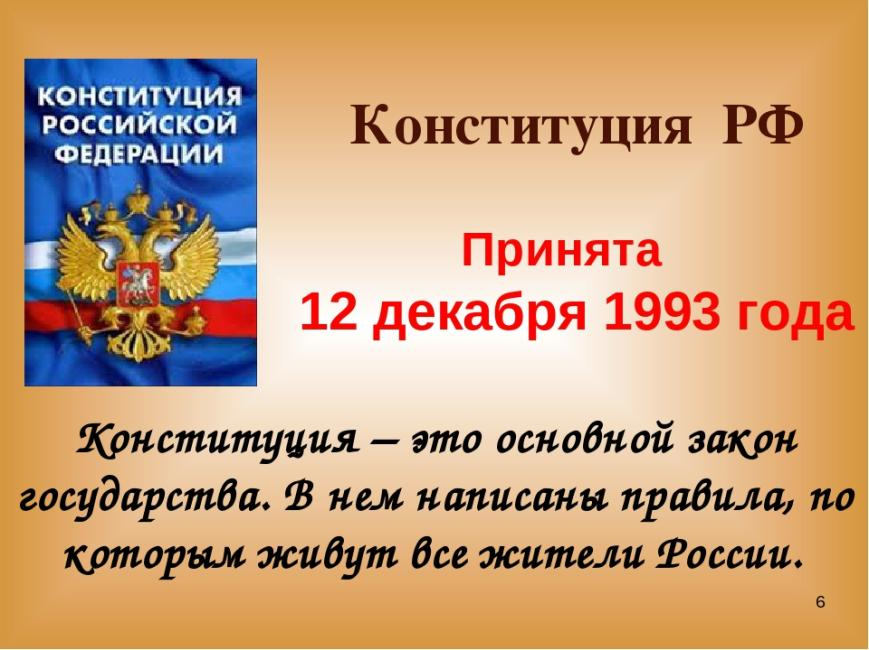 КОНСТИТУЦИЯ
РОССИЙСКОЙ
ФЕДЕРАЦИИ
Конституция РФ
Принята
12 декабря 1993 года
Конституция – это основной закон
государства. В нем написаны правила, по
которым живут все жители России.
6